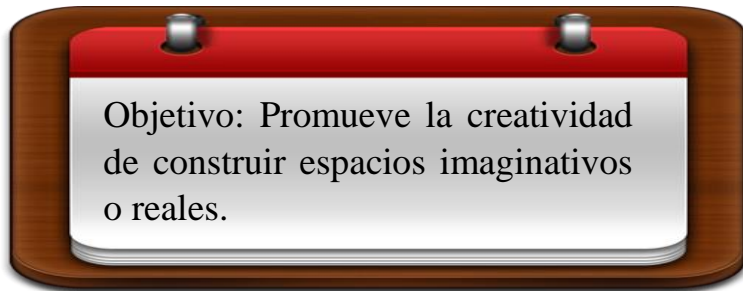 Objetivo: Promueve la creatividad
de construir espacios imaginativos
o reales.